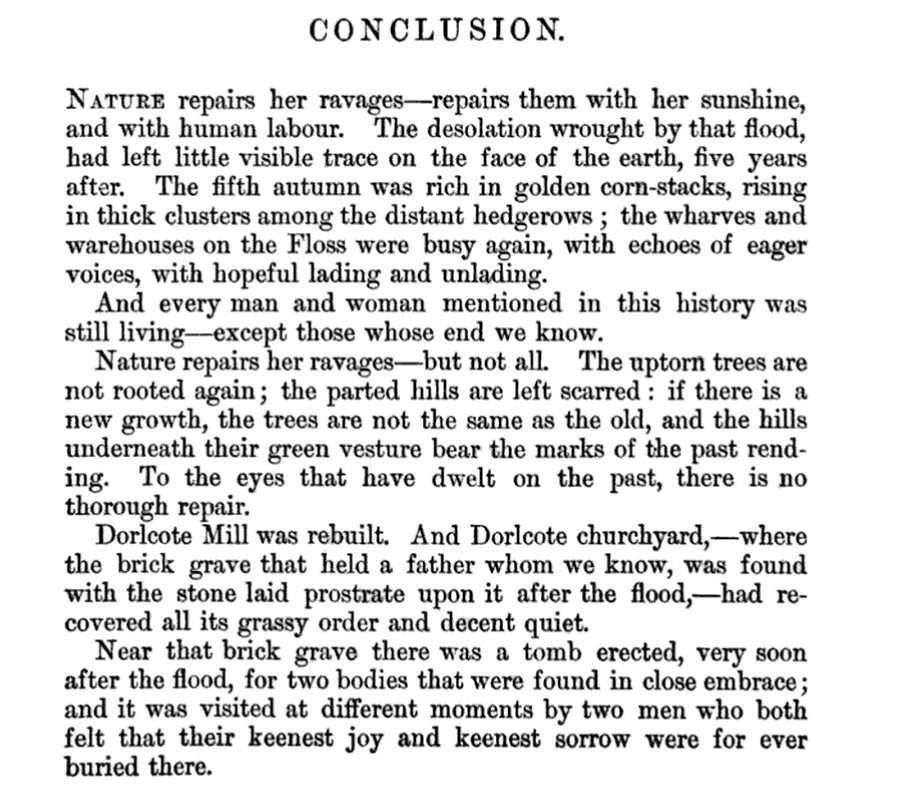 CONCLUSION.
NATURE repairs her ravages—repairs them with her sunshine,
and with human labour. The desolation wrought by that flood,
had left little visible trace on the face of the earth, five years
after. The fifth autumn was rich in golden corn-stacks, rising
in thick clusters among the distant hedgerows ; the wharves and
warehouses on the Floss were busy again, with echoes of eager
voices, with hopeful lading and unlading.
And every man and woman mentioned in this history was
still living—except those whose end we know.
Nature repairs her ravages—but not all. The uptorn trees are
not rooted again ; the parted hills are left scarred : if there is a
new growth, the trees are not the same as the old, and the hills
underneath their green vesture bear the marks of the past rend-
ing. To the eyes that have dwelt on the past, there is no
thorough repair.
Dorlcote Mill was rebuilt. And Dorlcote churchyard,—where
the brick grave that held a father whom we know, was found
with the stone laid prostrate upon it after the flood,—had re-
covered all its grassy order and decent quiet.
Near that brick grave there was a tomb erected, very soon
after the flood, for two bodies that were found in close embrace ;
and it was visited at different moments by two men who both
felt that their keenest joy and keenest sorrow were for ever
buried there.